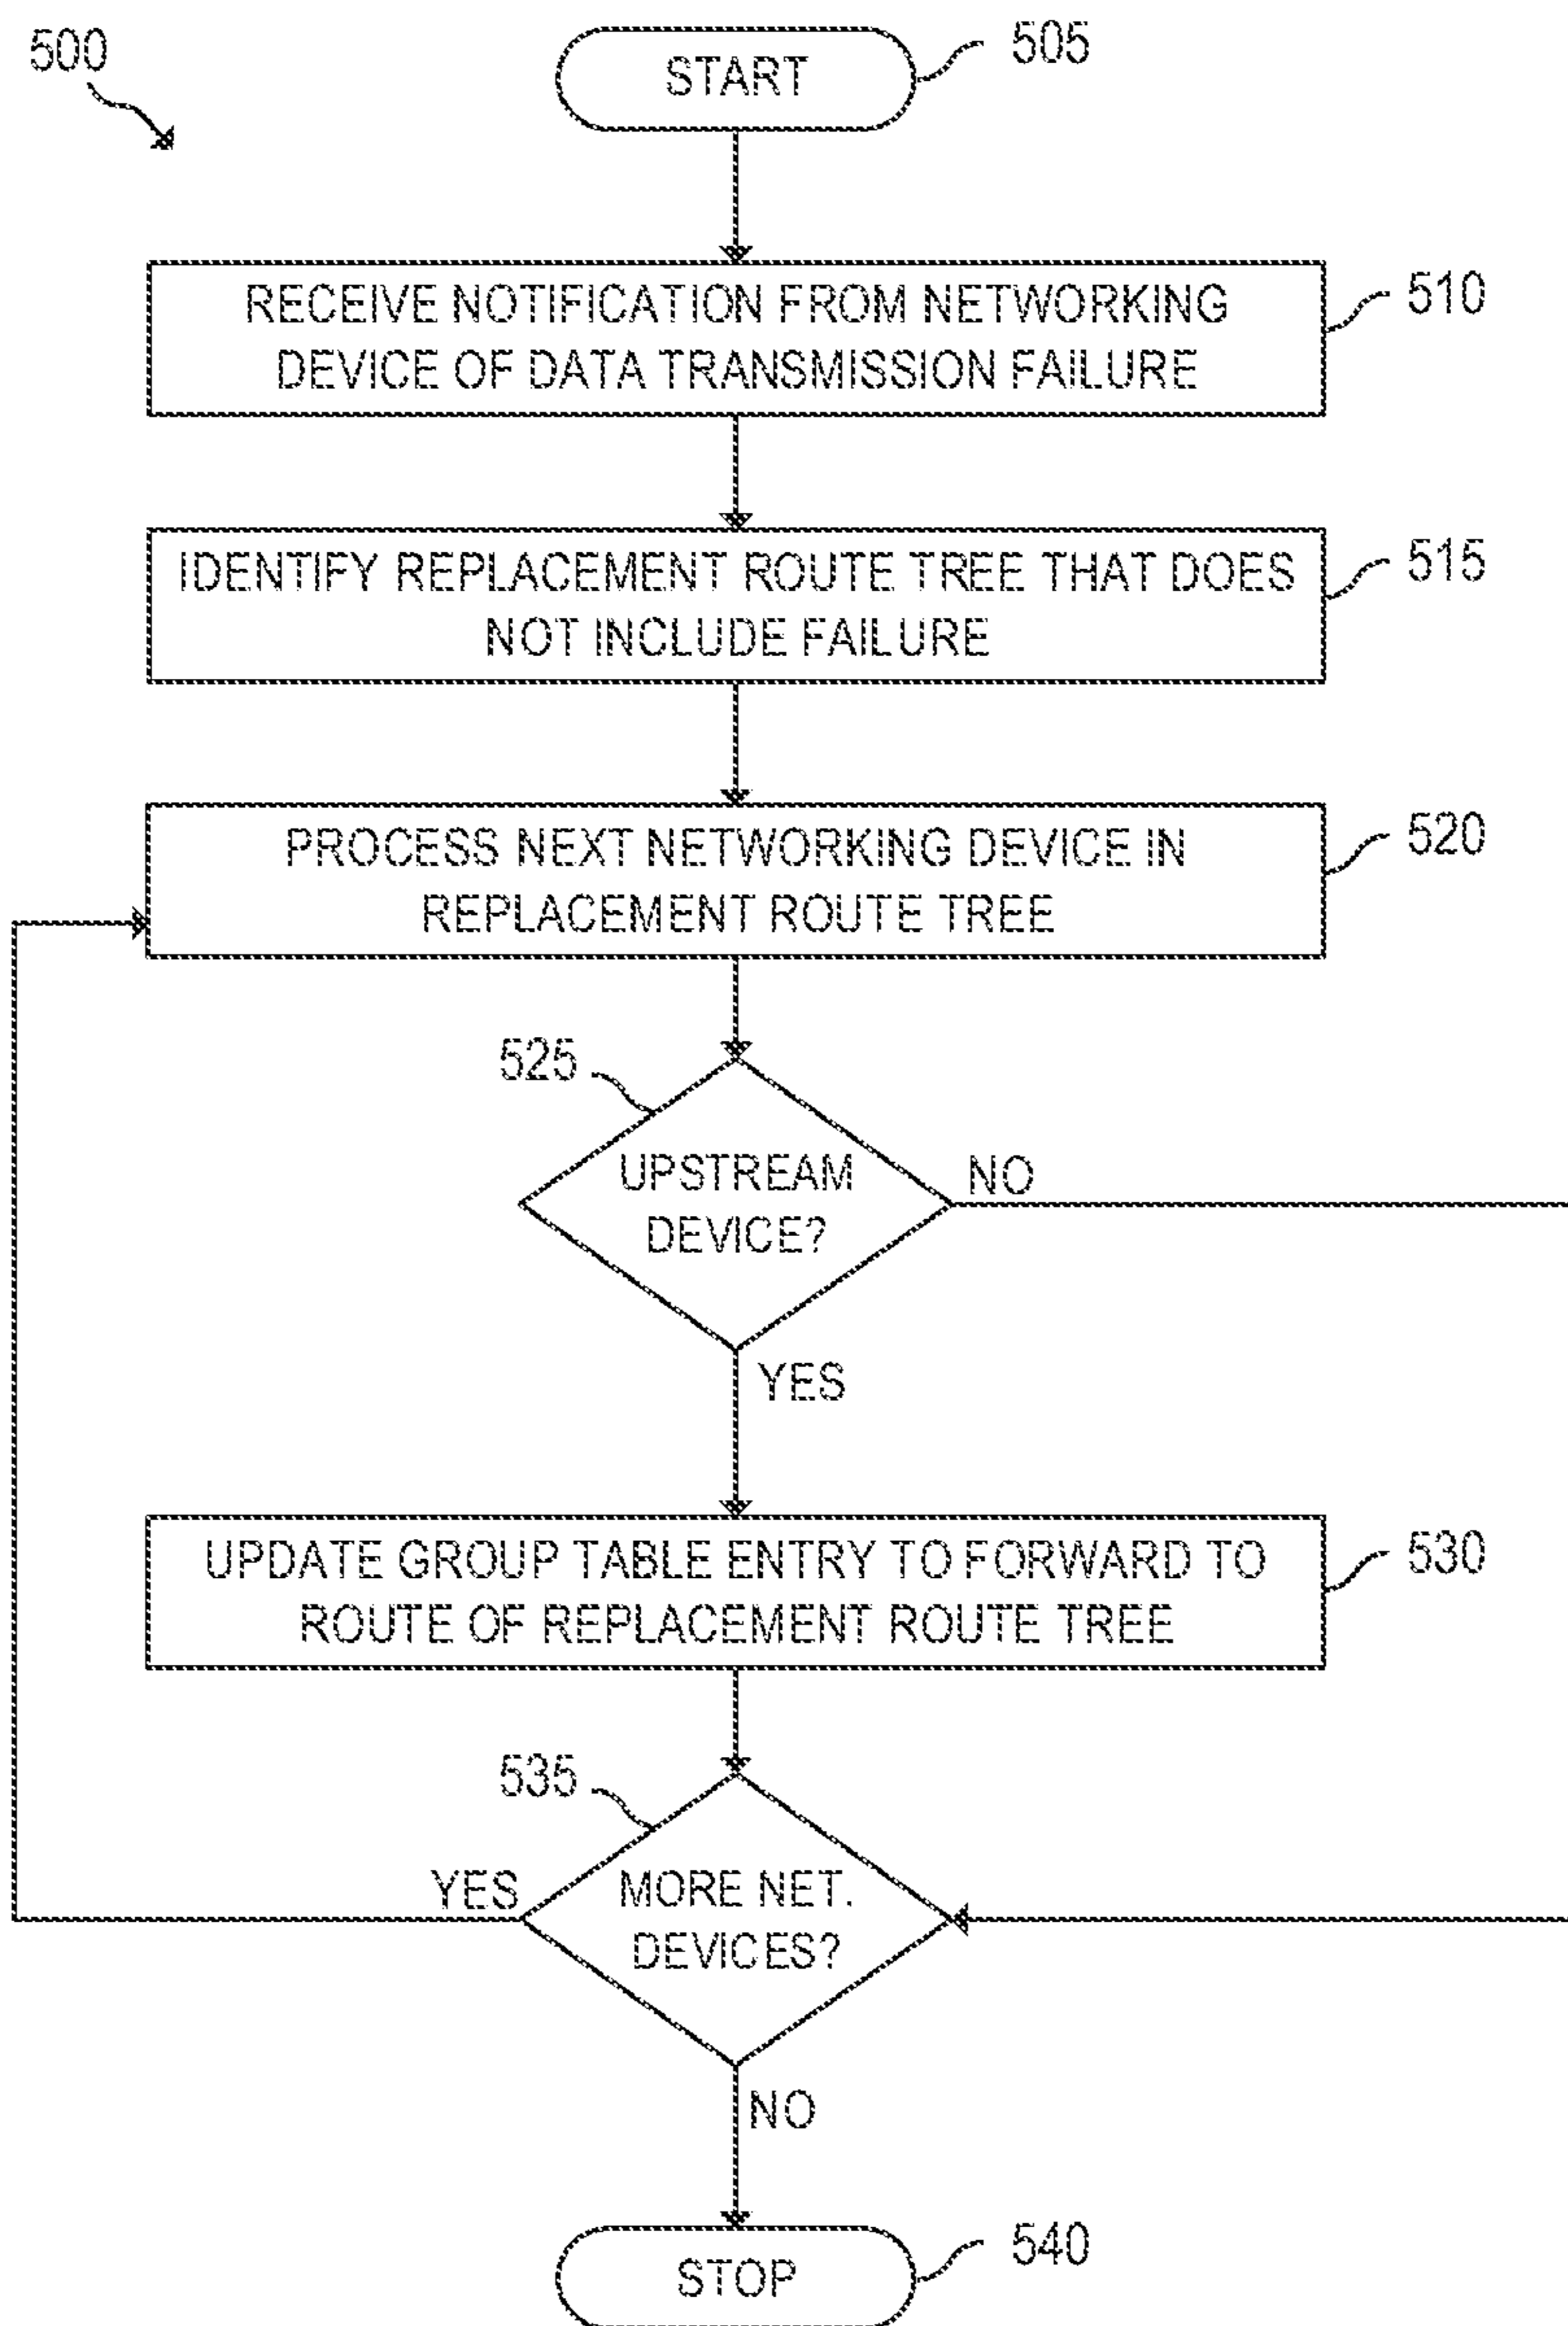 500
START
505
RECEIVE NOTIFICATION FROM NETWORKING
DEVICE OF DATA TRANSMISSION FAILURE
510
IDENTIFY REPLACEMENT ROUTE TREE THAT DOES
NOT INCLUDE FAILURE
515
PROCESS NEXT NETWORKING DEVICE IN
REPLACEMENT ROUTE TREE
520
525
UPSTREAM
DEVICE?
NO
YES
UPDATE GROUP TABLE ENTRY TO FORWARD TO
ROUTE OF REPLACEMENT ROUTE TREE
530
535
YES
MORE NET.
DEVICES?
NO
STOP
540